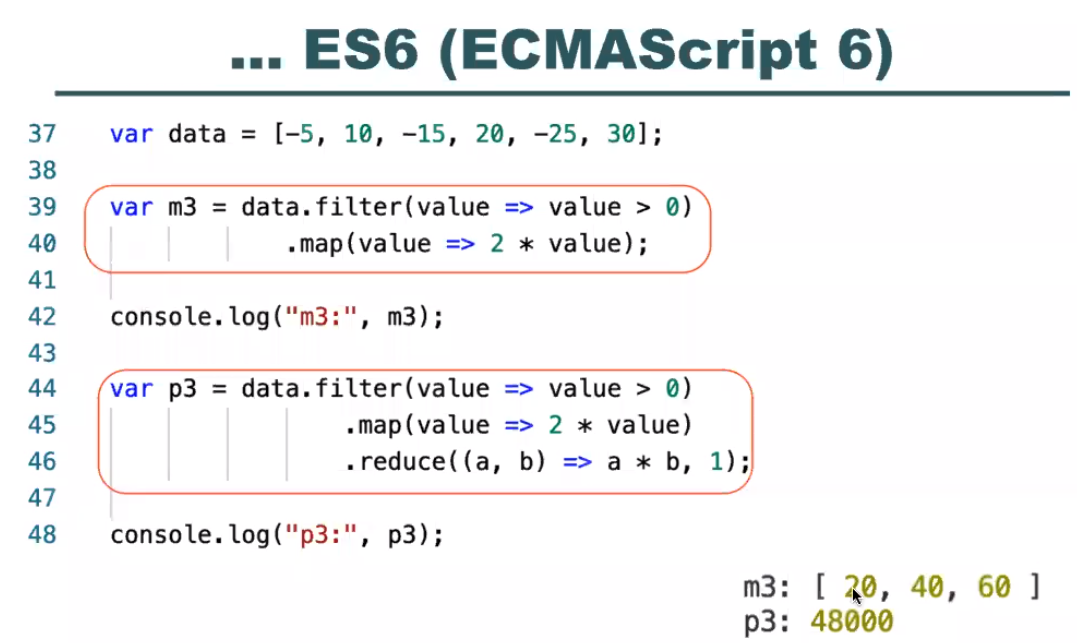 ... ES6 (ECMAScript 6)
37 var data = [-5, 10, -15, 20, -25, 30];
38
39 var m3 = data.filter(value => value > 0)
40 .map(value => 2 * value);
41
42 console.log("m3:", m3);
43
44 var p3 = data.filter(value => value > 0)
45 .map(value => 2 * value)
46 .reduce((a, b) => a * b, 1);
47
48 console.log("p3:", p3);
m3: [ 20, 40, 60 ]
p3: 48000